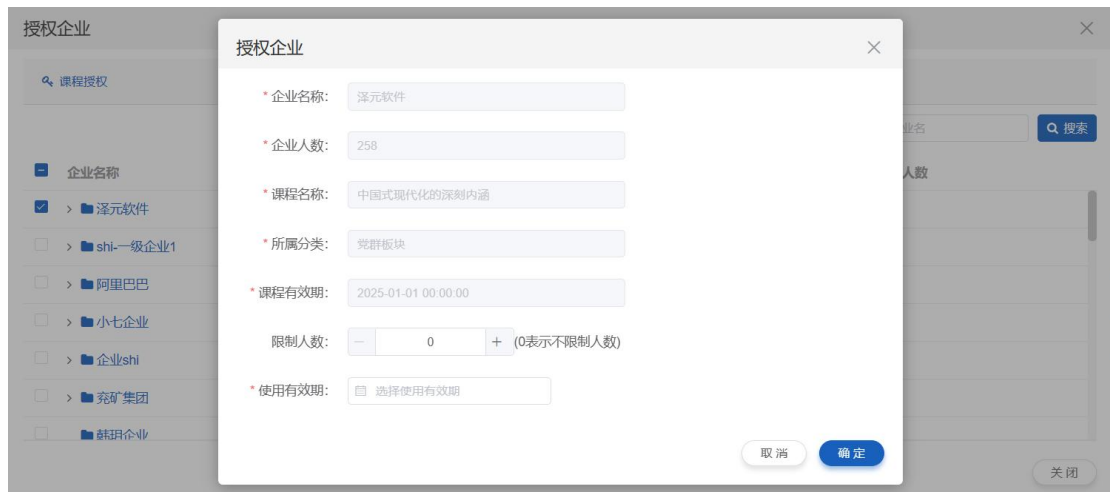 授权企业
课程授权
业名
搜索
企业名称
人数
泽元软件
shi-一级企业1
阿里巴巴
小七企业
企业shi
兖矿集团
韩玥企业
关闭
授权企业
* 企业名称: 泽元软件
* 企业人数: 258
* 课程名称: 中国式现代化的深刻内涵
* 所属分类: 党群板块
* 课程有效期: 2025-01-01 00:00:00
限制人数: 0 (0表示不限制人数)
* 使用有效期: 选择使用有效期
取消 确定